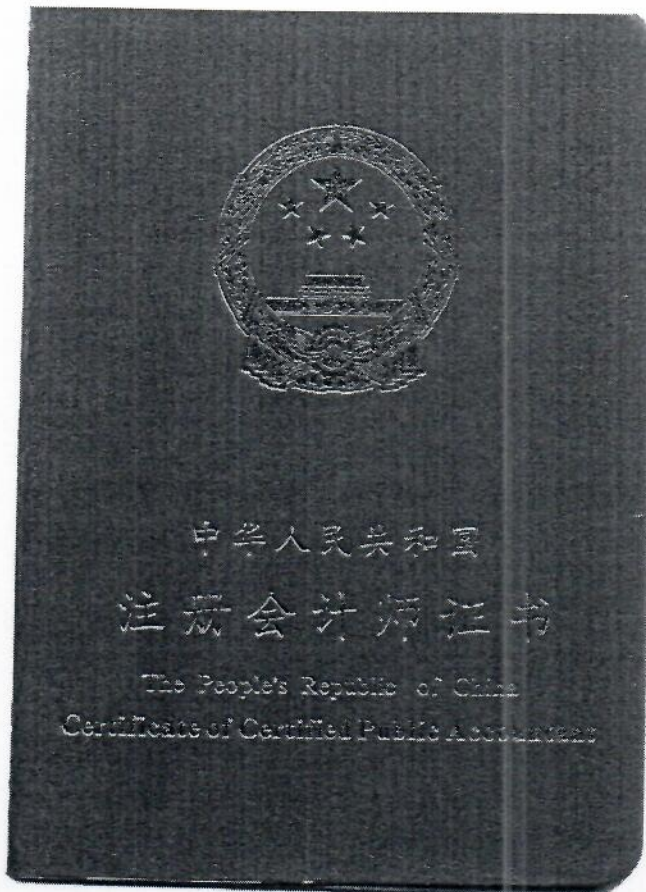 中华人民共和国
注册会计师证书
The People's Republic of China
Certificate of Certified Public Accountants